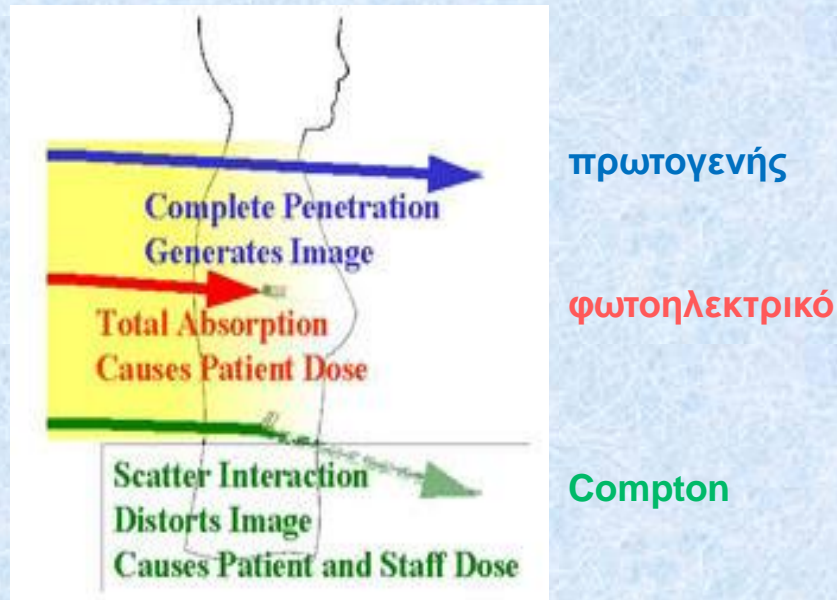 πρωτογενής
Complete Penetration
Generates Image
φωτοηλεκτρικό
Total Absorption
Causes Patient Dose
Compton
Scatter Interaction
Distorts Image
Causes Patient and Staff Dose